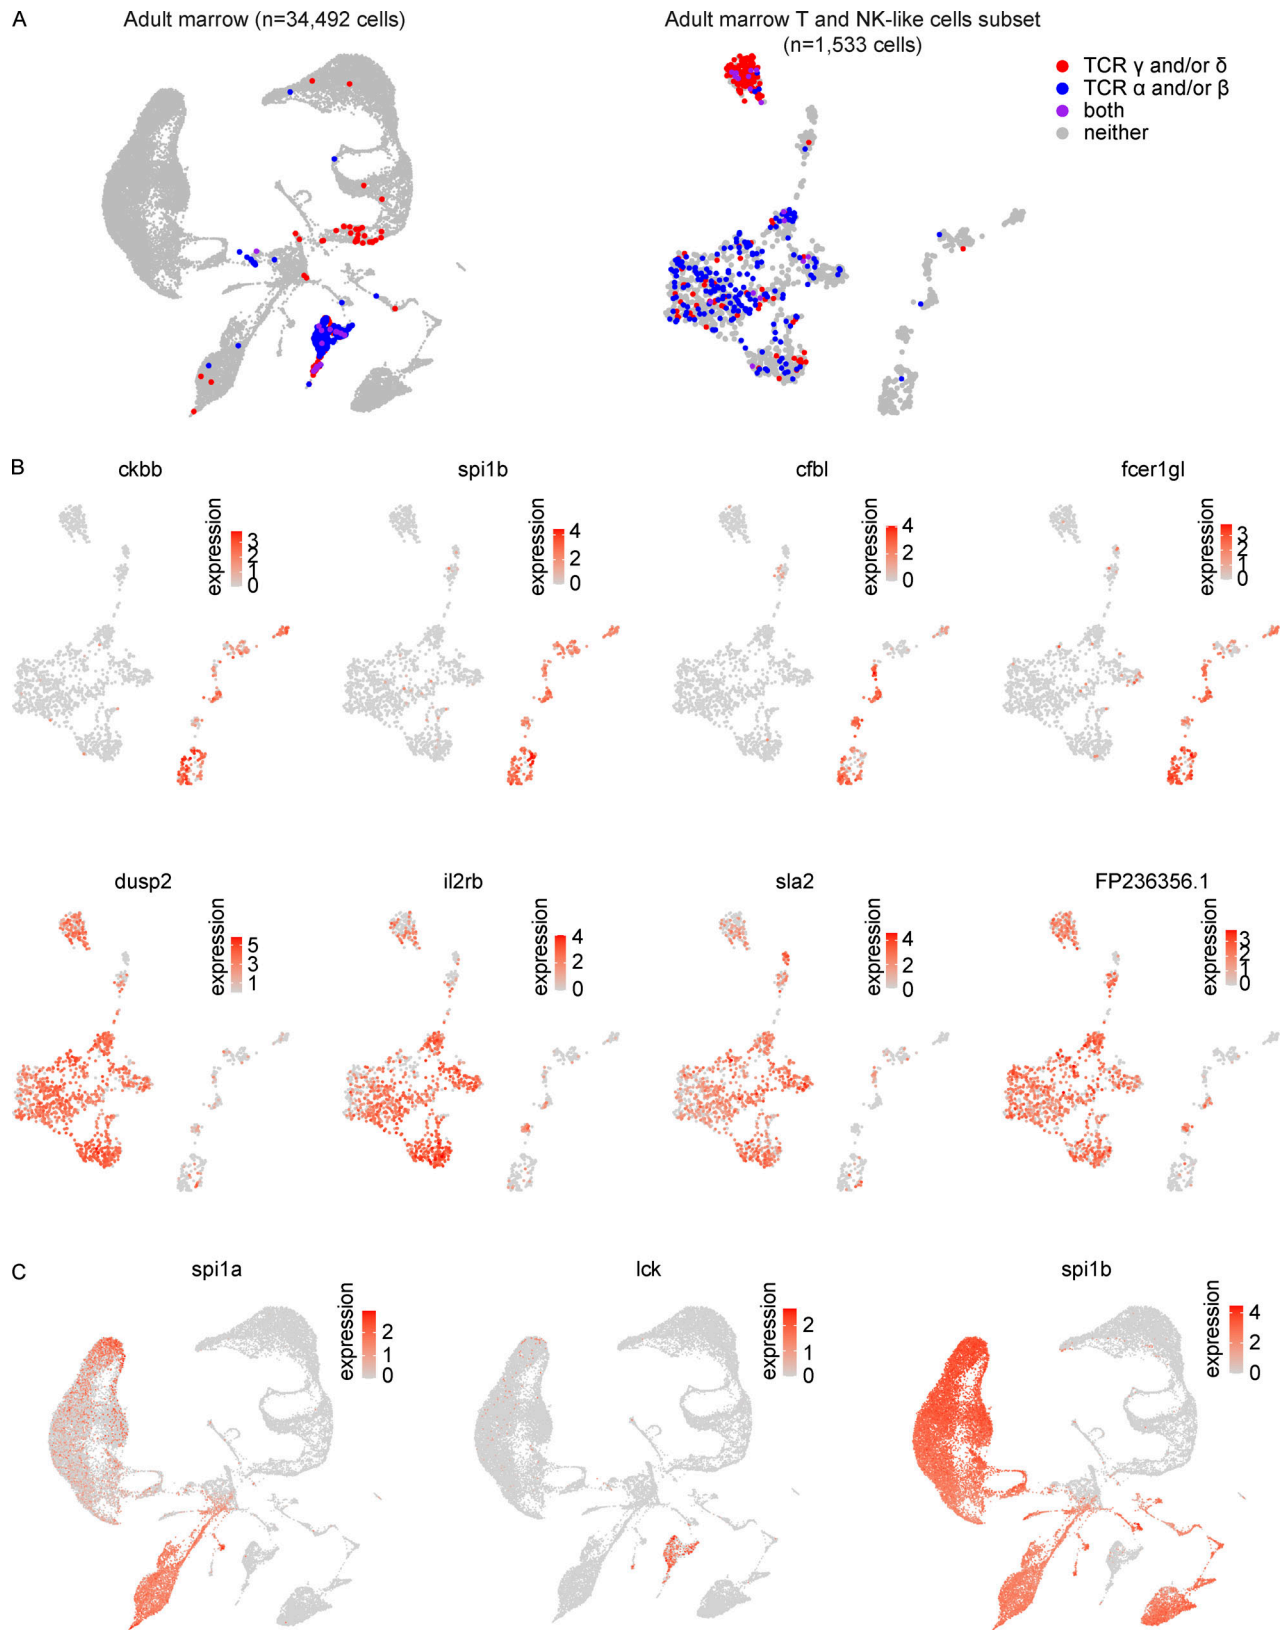 A
Adult marrow (n=34,492 cells)
Adult marrow T and NK-like cells subset
(n=1,533 cells)
TCR γ and/or δ
TCR α and/or β
both
neither
B
ckbb
spi1b
cfbl
fcer1gl
expression
3
2
1
0
expression
4
2
0
expression
4
2
0
expression
3
2
1
0
dusp2
il2rb
sla2
FP236356.1
expression
5
3
1
expression
4
2
0
expression
4
2
0
expression
3
2
1
0
C
spi1a
lck
spi1b
expression
2
1
0
expression
2
1
0
expression
4
2
0